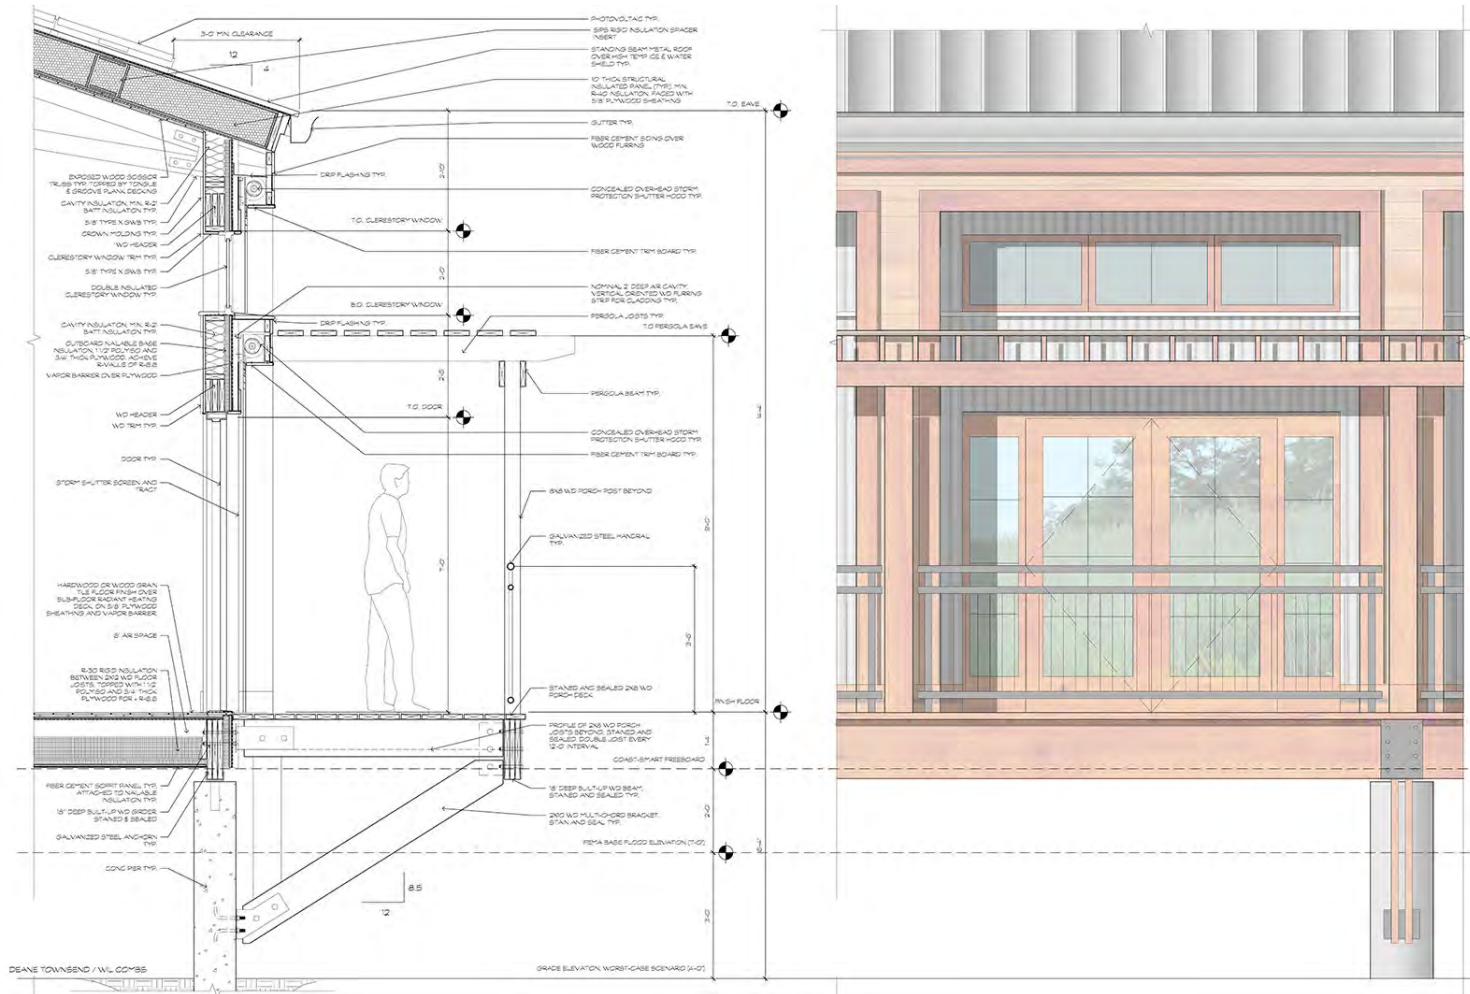 PHOTOVOLTAIC TYP.
SIPS RIGID INSULATION SPACER
INSERT
STANDING SEAM METAL ROOF
OVER HIGH TEMP ICE & WATER
SHIELD TYP.
10" THICK STRUCTURAL
INSULATED PANEL (TYP.), MIN.
R-40 INSULATION, FACED WITH
5/8" PLYWOOD SHEATHING
GUTTER TYP.
FIBER CEMENT SIDING OVER
WOOD FURRING
CONCEALED OVERHEAD STORM
PROTECTION SHUTTER HOOD TYP.
FIBER CEMENT TRIM BOARD TYP.
NOMINAL 2" DEEP AIR CAVITY.
VERTICAL ORIENTED WD FURRING
STRIP FOR CLADDING TYP.
PERGOLA JOISTS TYP.
PERGOLA BEAM TYP.
CONCEALED OVERHEAD STORM
PROTECTION SHUTTER HOOD TYP.
FIBER CEMENT TRIM BOARD TYP.
6X6 WD PORCH POST BEYOND
GALVANIZED STEEL HANDRAIL
TYP.
STAINED AND SEALED 2X6 WD
PORCH DECK
PROFILE OF 2X8 WD PORCH
JOISTS BEYOND, STAINED AND
SEALED. DOUBLE JOIST EVERY
12'-0" INTERVAL
18" DEEP BUILT-UP WD BEAM,
STAINED AND SEALED TYP.
2X10 WD MULTI-CHORD BRACKET.
STAIN AND SEAL TYP.
3'-0" MIN. CLEARANCE
12
4
EXPOSED WOOD SCISSOR
TRUSS TYP. TOPPED BY TONGUE
& GROOVE PLANK DECKING
CAVITY INSULATION, MIN. R-21
BATT INSULATION TYP.
5/8" TYPE X GWB TYP.
CROWN MOLDING TYP.
WD HEADER
CLERESTORY WINDOW TRIM TYP.
5/8" TYPE X GWB TYP.
DOUBLE INSULATED
CLERESTORY WINDOW TYP.
CAVITY INSULATION, MIN. R-21
BATT INSULATION TYP.
OUTBOARD NAILABLE BASE
INSULATION, 1 1/2" POLYISO AND
3/4" THICK PLYWOOD. ACHIEVE
R-VALUE OF R-8.8
VAPOR BARRIER OVER PLYWOOD
WD HEADER
WD TRIM TYP.
DOOR TYP.
STORM SHUTTER SCREEN AND
TRACT
HARDWOOD OR WOOD GRAIN
TILE FLOOR FINISH OVER
SUB-FLOOR RADIANT HEATING
DECK, ON 5/8" PLYWOOD
SHEATHING AND VAPOR BARRIER
8" AIR SPACE
R-30 RIGID INSULATION
BETWEEN 2X12 WD FLOOR
JOISTS, TOPPED WITH 1 1/2"
POLYISO AND 3/4" THICK
PLYWOOD FOR + R-8.8
FIBER CEMENT SOFFIT PANEL TYP.
ATTACHED TO NAILABLE
INSULATION TYP.
18" DEEP BUILT-UP WD GIRDER
STAINED & SEALED
GALVANIZED STEEL ANCHORN
TYP.
CONC PIER TYP.
DRIP FLASHING TYP.
DRIP FLASHING TYP.
T.O. EAVE
T.O. CLERESTORY WINDOW
B.O. CLERESTORY WINDOW
T.O PERGOLA EAVE
T.O. DOOR
FINISH FLOOR
COAST-SMART FREEBOARD
FEMA BASE FLOOD ELEVATION (7'-0")
GRADE ELEVATION, WORST-CASE SCENARIO (4'-0")
2'-10"
2'-0"
7'-0"
9'-0"
3'-6"
2'-0"
3'-0"
8.5
12
DEANE TOWNSEND / WIL COMBS